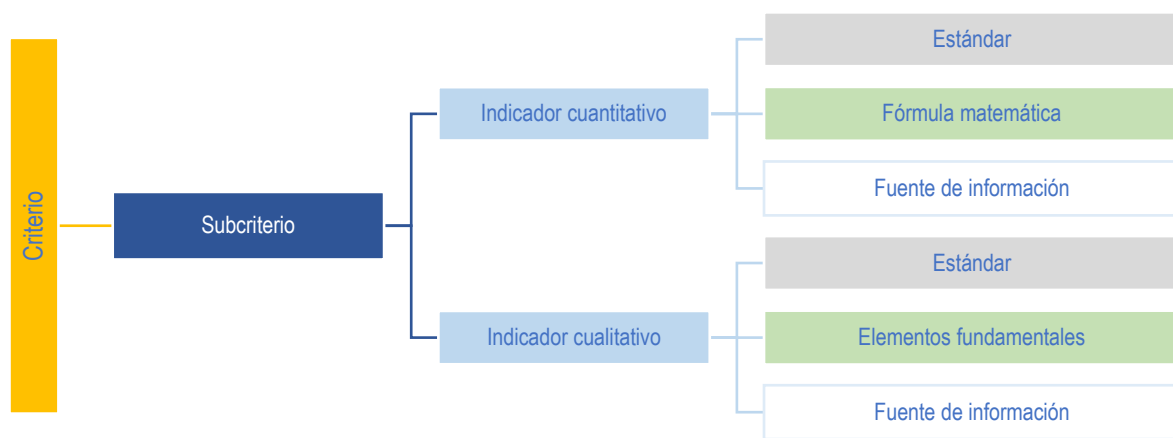 Criterio
Subcriterio
Indicador cuantitativo
Estándar
Fórmula matemática
Fuente de información
Indicador cualitativo
Estándar
Elementos fundamentales
Fuente de información